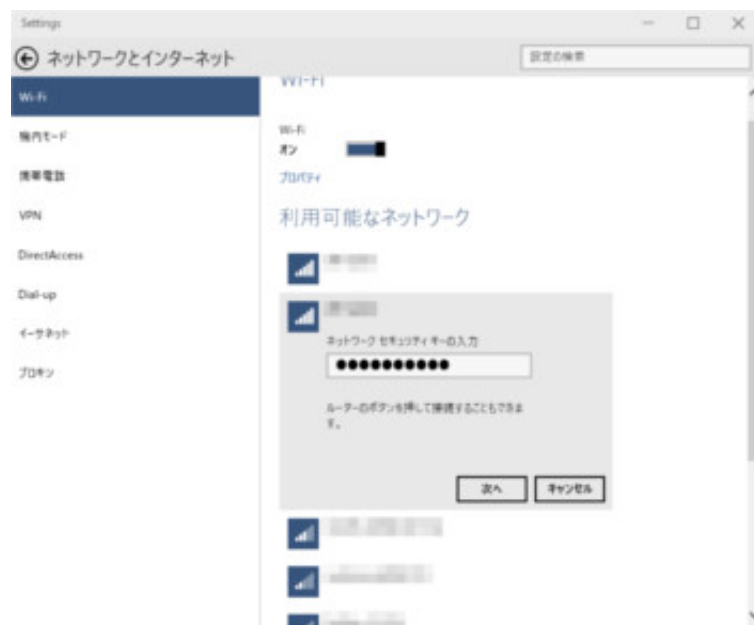 Settings
ネットワークとインターネット
設定の検索
Wi-Fi
機内モード
携帯電話
VPN
DirectAccess
Dial-up
イーサネット
プロキシ
Wi-Fi
Wi-Fi
オン
プロパティ
利用可能なネットワーク
ネットワーク セキュリティ キーの入力
ルーターのボタンを押して接続することもできま
す。
次へ
キャンセル